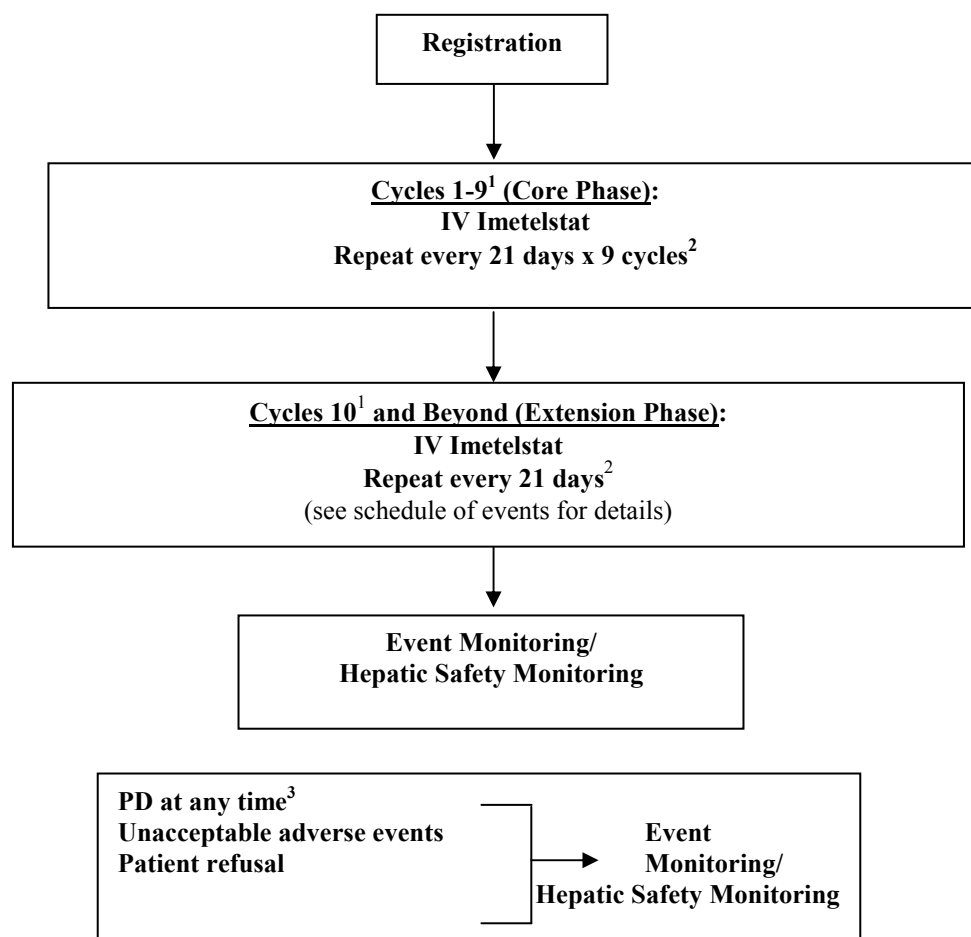 Registration
Cycles 1-9¹ (Core Phase):
IV Imetelstat
Repeat every 21 days x 9 cycles²
Cycles 10¹ and Beyond (Extension Phase):
IV Imetelstat
Repeat every 21 days²
(see schedule of events for details)
Event Monitoring/
Hepatic Safety Monitoring
PD at any time³
Unacceptable adverse events
Patient refusal
Event
Monitoring/
Hepatic Safety Monitoring